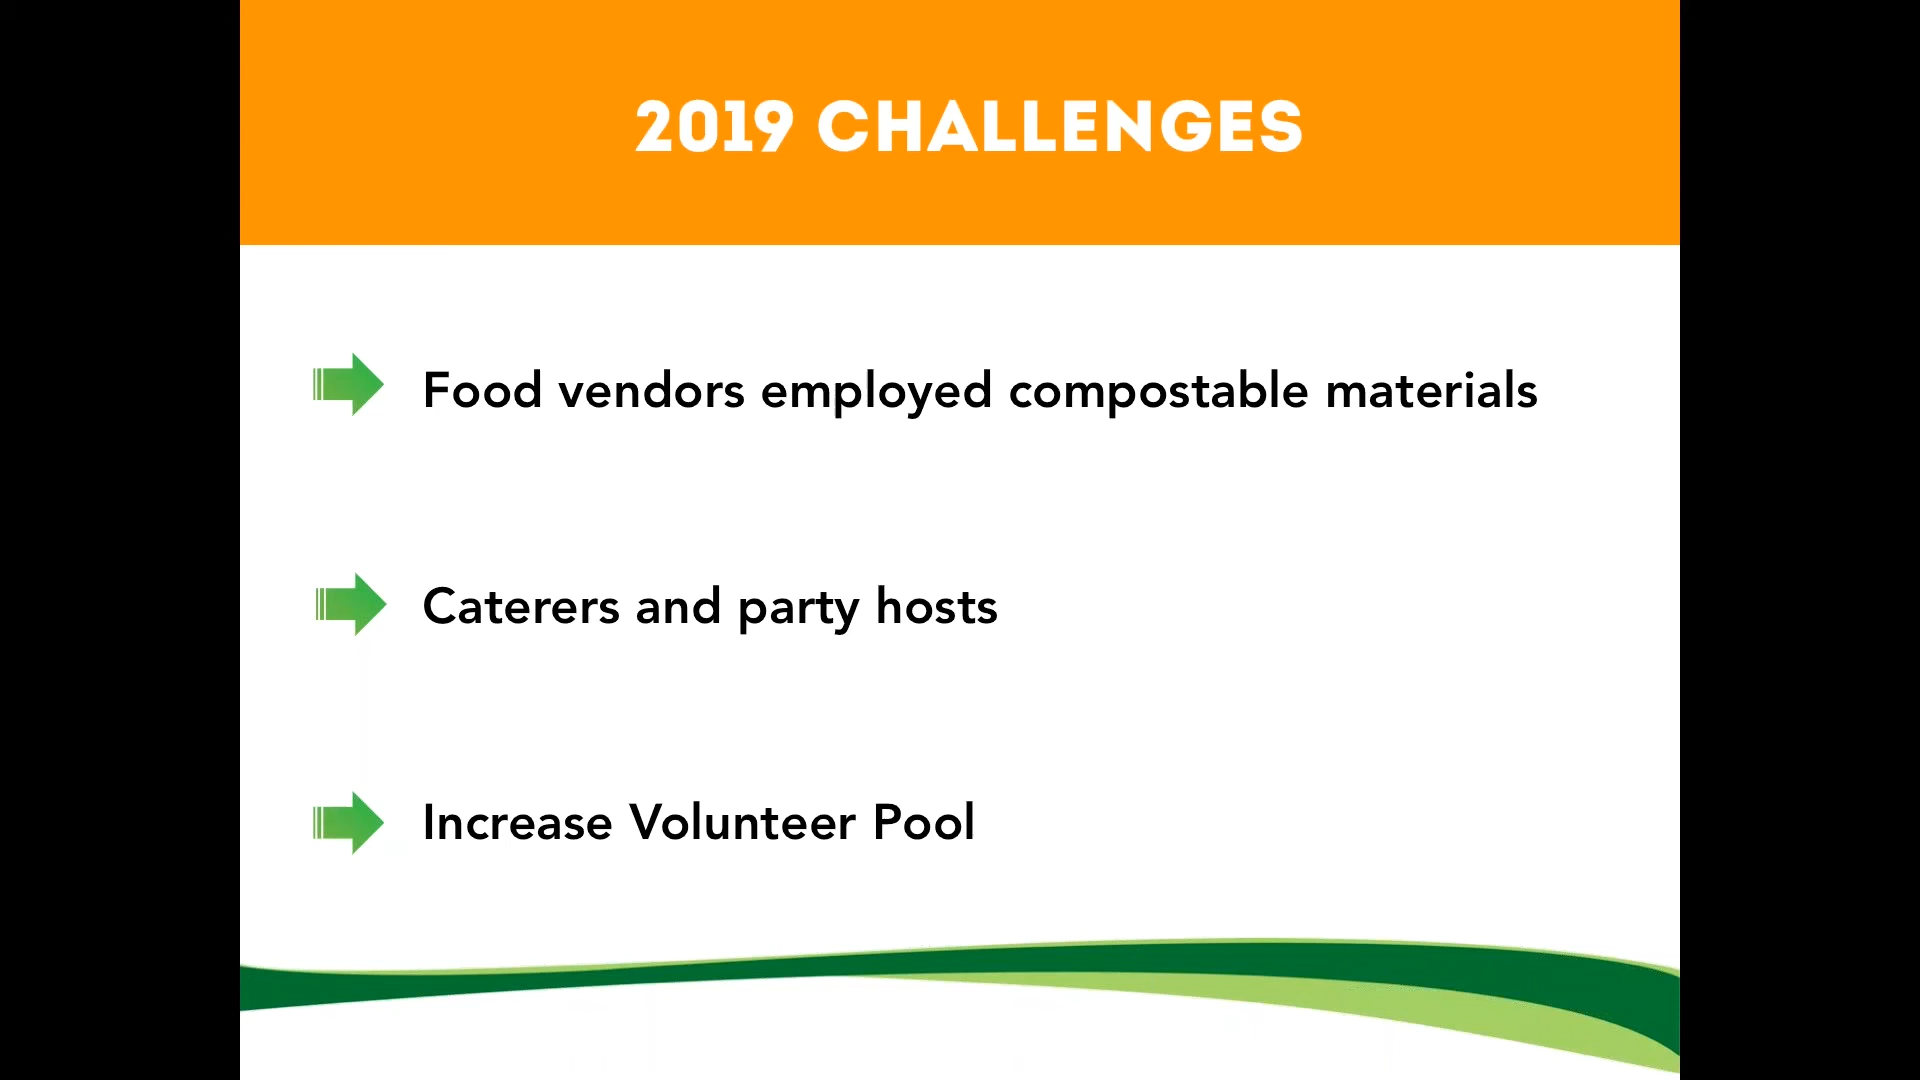 2019 CHALLENGES
Food vendors employed compostable materials
Caterers and party hosts
Increase Volunteer Pool